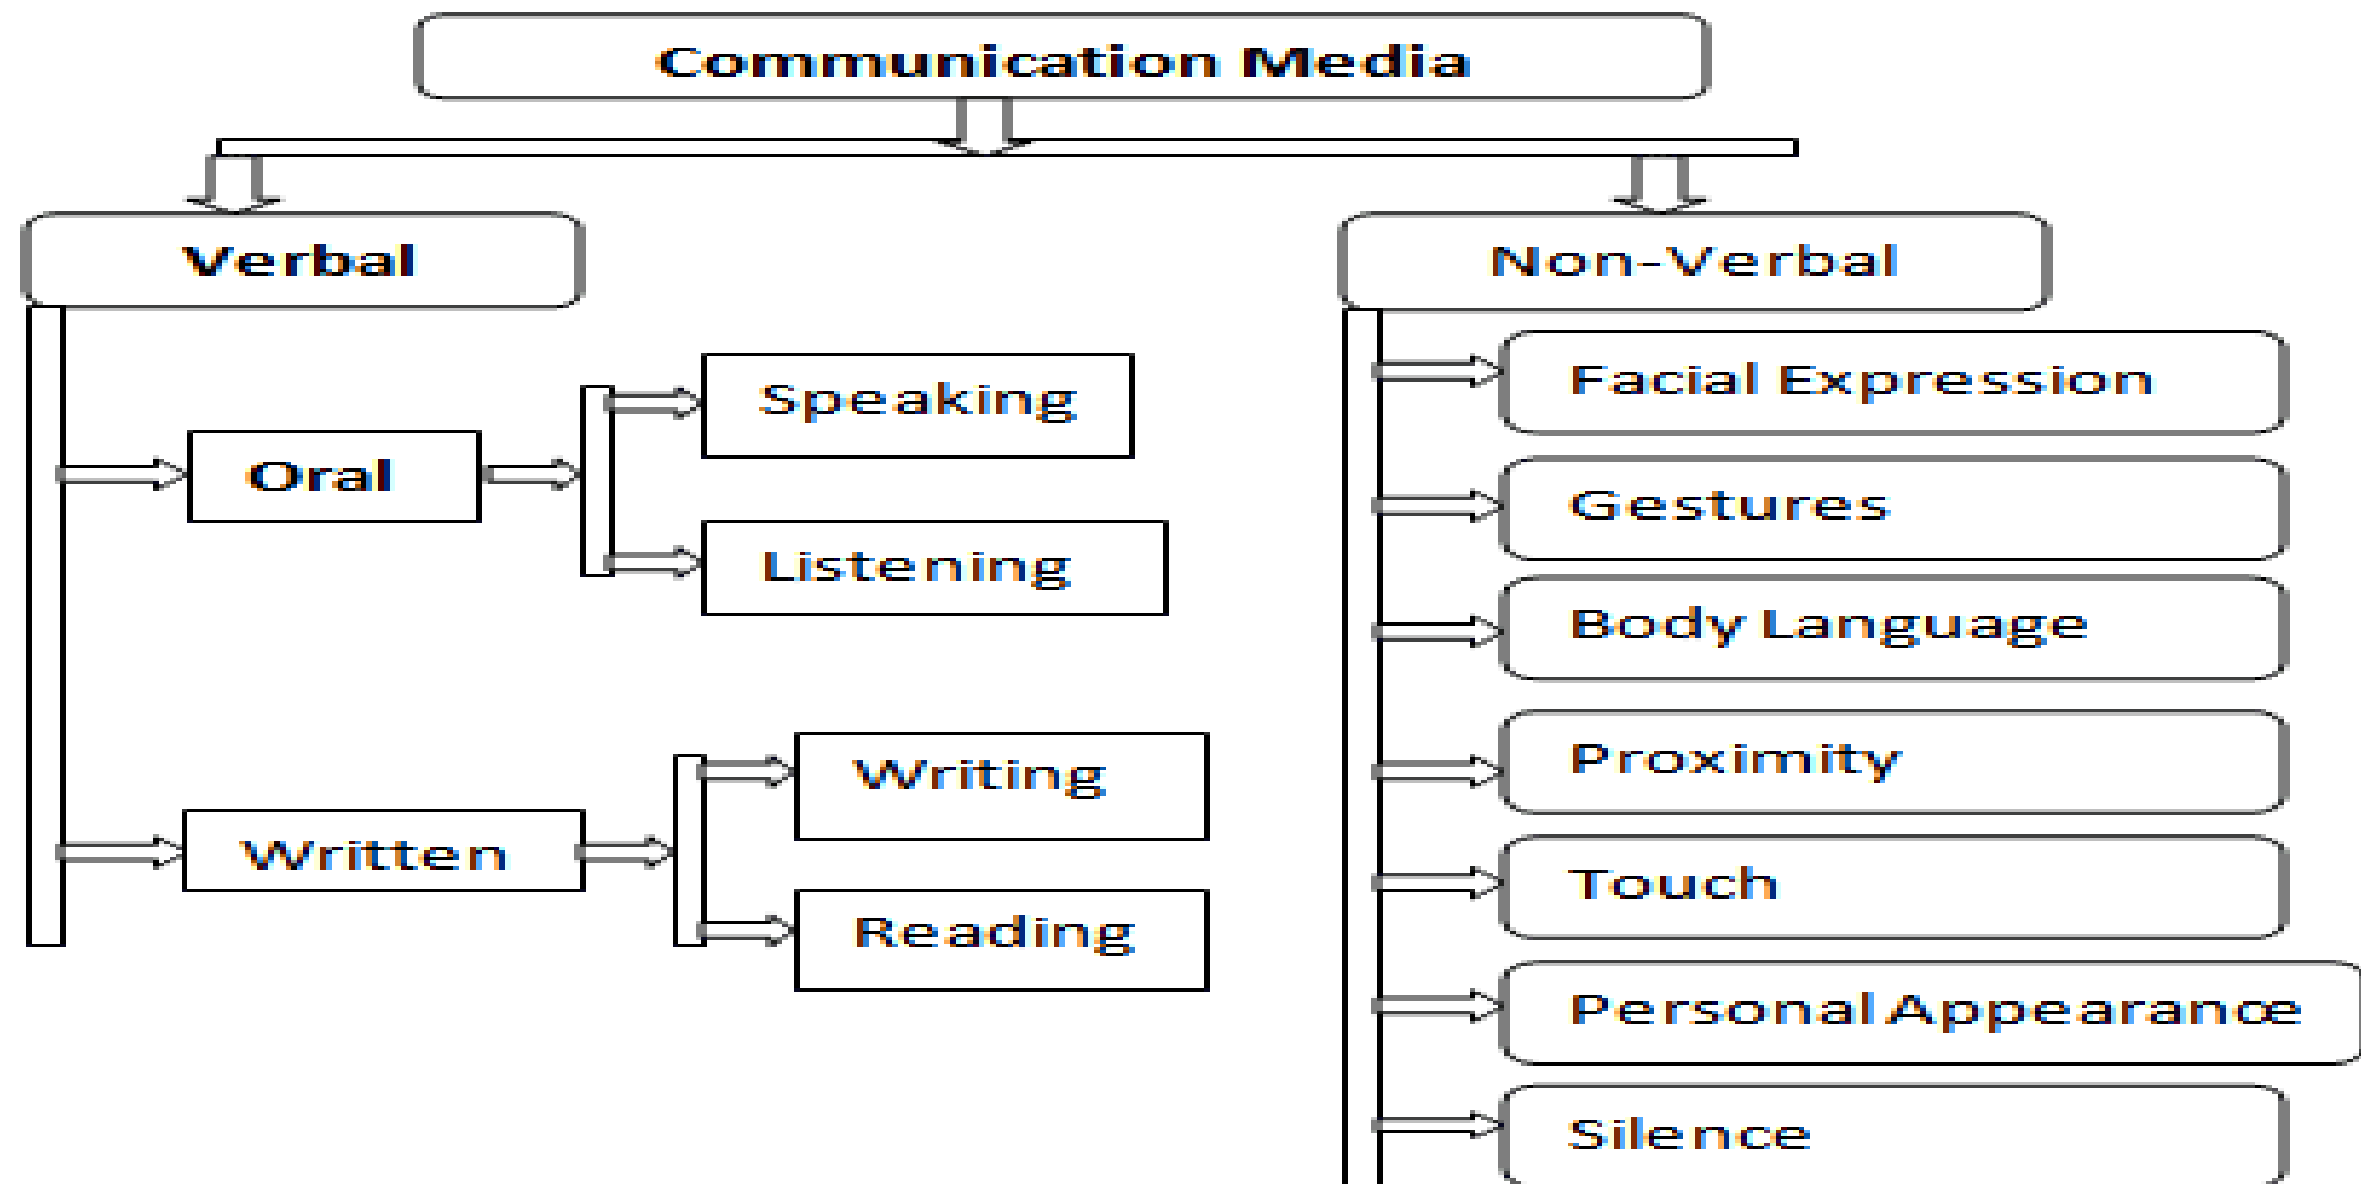 Communication Media
Verbal
Oral
Speaking
Listening
Written
Writing
Reading
Non-Verbal
Facial Expression
Gestures
Body Language
Proximity
Touch
Personal Appearance
Silence